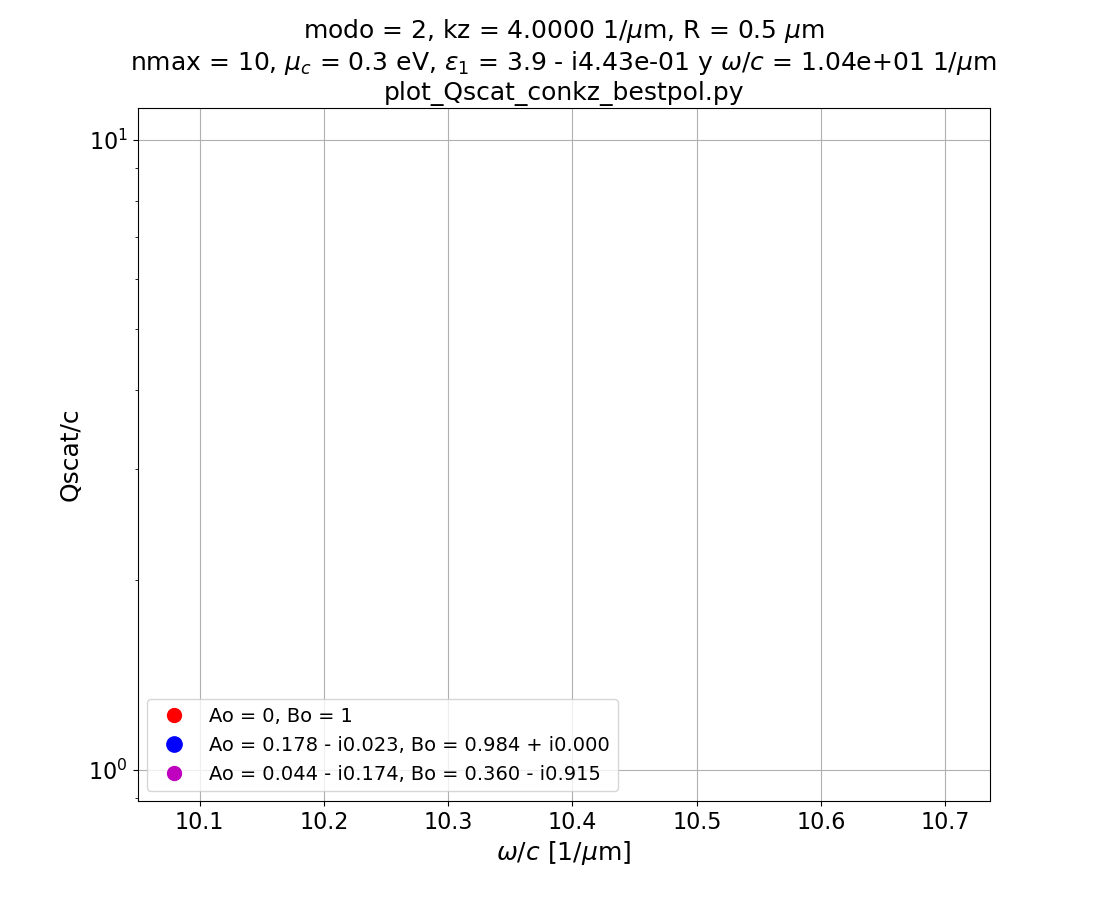 modo = 2, kz = 4.0000 1/μm, R = 0.5 μm
nmax = 10, μc = 0.3 eV, ε1 = 3.9 - i4.43e-01 y ω/c = 1.04e+01 1/μm
plot_Qscat_conkz_bestpol.py
10^1
Qscat/c
Ao = 0, Bo = 1
Ao = 0.178 - i0.023, Bo = 0.984 + i0.000
Ao = 0.044 - i0.174, Bo = 0.360 - i0.915
10^0
10.1 10.2 10.3 10.4 10.5 10.6 10.7
ω/c [1/μm]